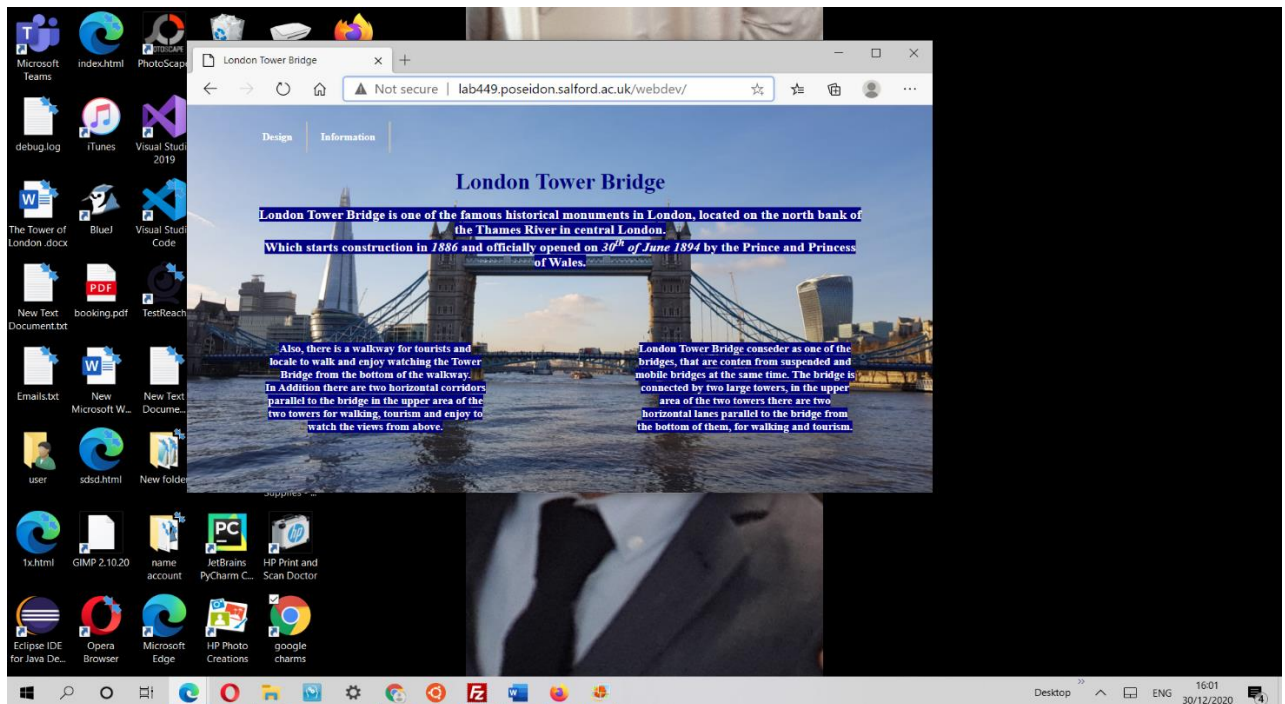 Microsoft
Teams
index.html
PhotoScape
debug.log
iTunes
Visual Studi
2019
The Tower of
London .docx
BlueJ
Visual Studi
Code
New Text
Document.txt
PDF
booking.pdf
TestReach
Emails.txt
New
Microsoft W...
New Text
Docume...
user
sdsd.html
New folde
1x.html
GIMP 2.10.20
name
account
PC
JetBrains
PyCharm C...
HP Print and
Scan Doctor
Eclipse IDE
for Java De...
Opera
Browser
Microsoft
Edge
HP Photo
Creations
google
charms
London Tower Bridge
Not secure | lab449.poseidon.salford.ac.uk/webdev/
Design
Information
London Tower Bridge
London Tower Bridge is one of the famous historical monuments in London, located on the north bank of
the Thames River in central London.
Which starts construction in 1886 and officially opened on 30th of June 1894 by the Prince and Princess
of Wales.
Also, there is a walkway for tourists and
locale to walk and enjoy watching the Tower
Bridge from the bottom of the walkway.
In Addition there are two horizontal corridors
parallel to the bridge in the upper area of the
two towers for walking, tourism and enjoy to
watch the views from above.
London Tower Bridge conseder as one of the
bridges, that are conten from suspended and
mobile bridges at the same time. The bridge is
connected by two large towers, in the upper
area of the two towers there are two
horizontal lanes parallel to the bridge from
the bottom of them, for walking and tourism.
Desktop
ENG
16:01
30/12/2020
4